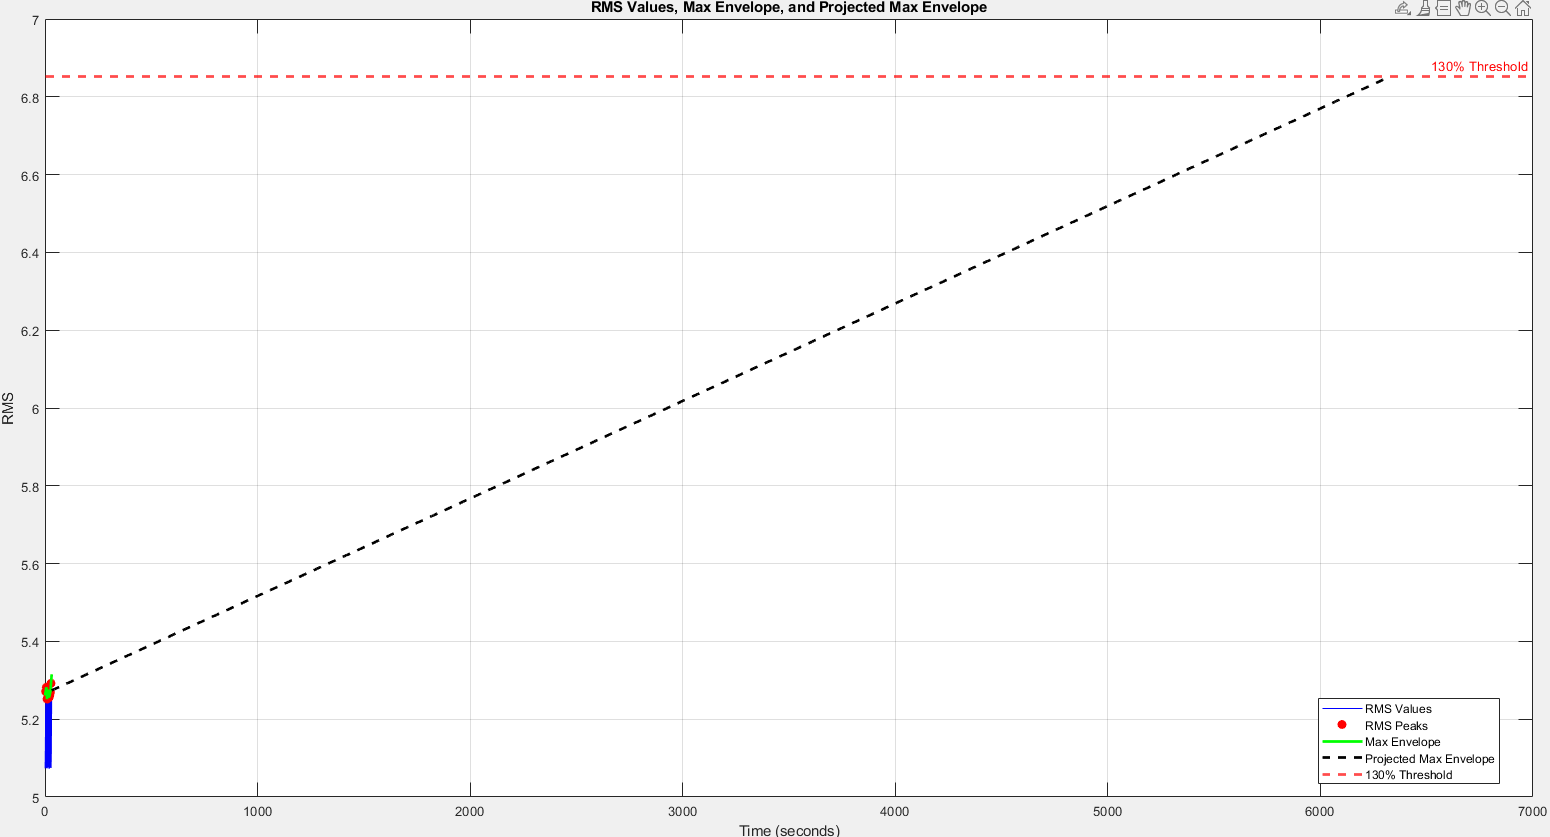 RMS Values, Max Envelope, and Projected Max Envelope
7
6.8
6.6
6.4
6.2
6
5.8
5.6
5.4
5.2
5
RMS
130% Threshold
RMS Values
RMS Peaks
Max Envelope
Projected Max Envelope
130% Threshold
0 1000 2000 3000 4000 5000 6000 7000
Time (seconds)